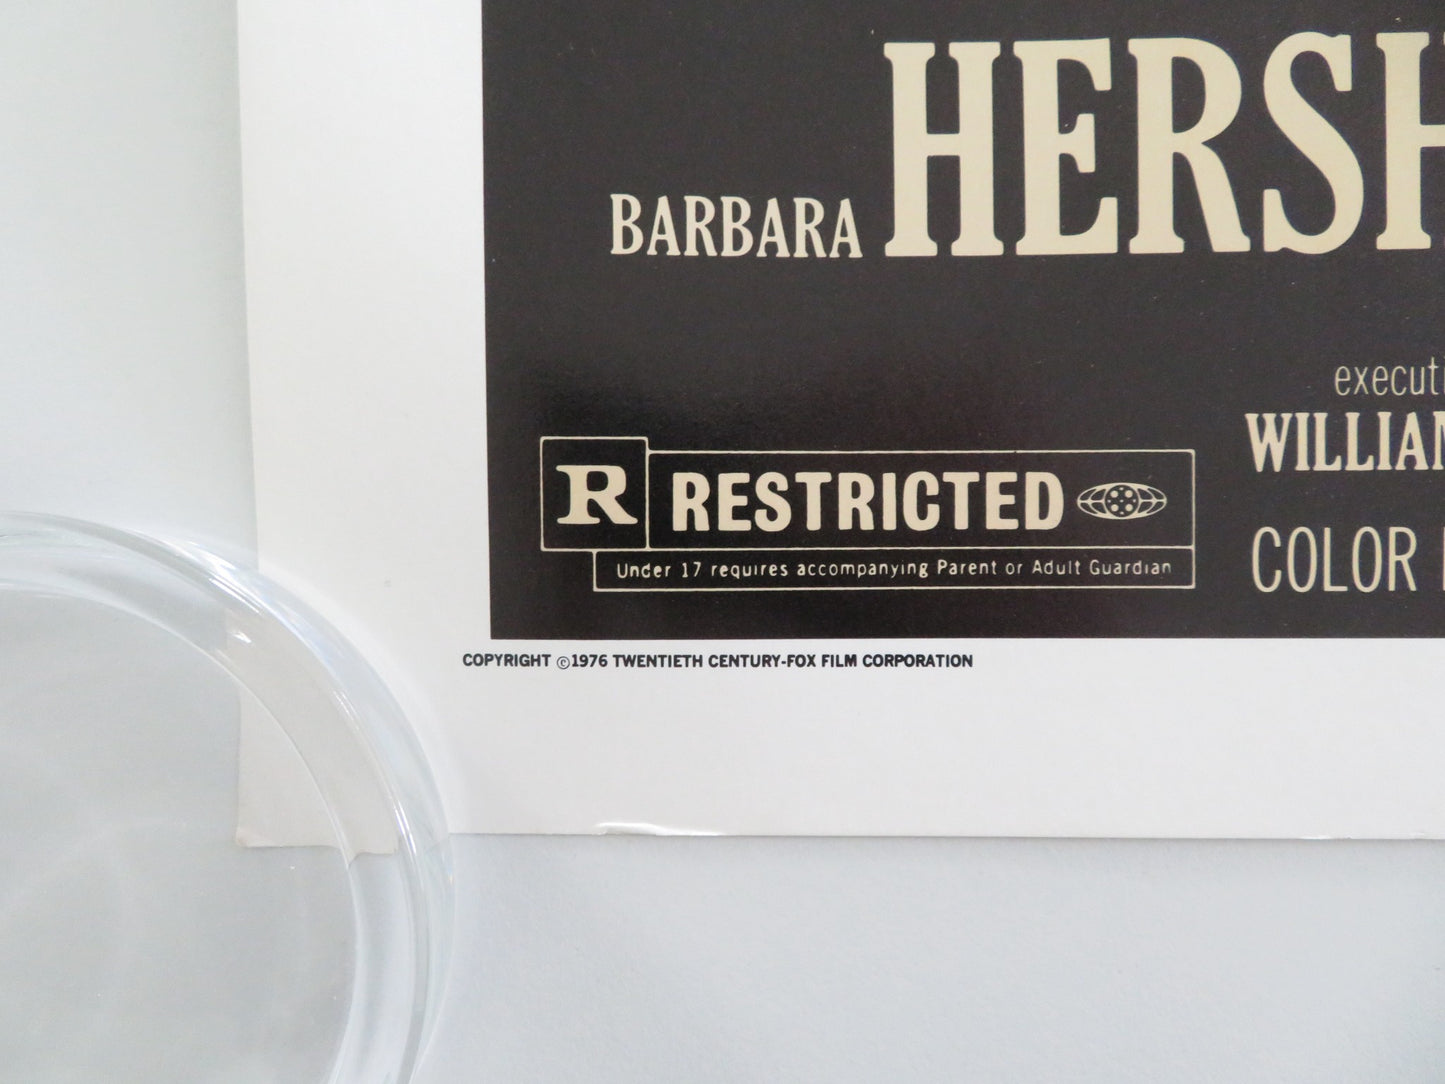 BARBARA HERSH
executi
WILLIAM
COLOR
R RESTRICTED
Under 17 requires accompanying Parent or Adult Guardian
COPYRIGHT ©1976 TWENTIETH CENTURY-FOX FILM CORPORATION